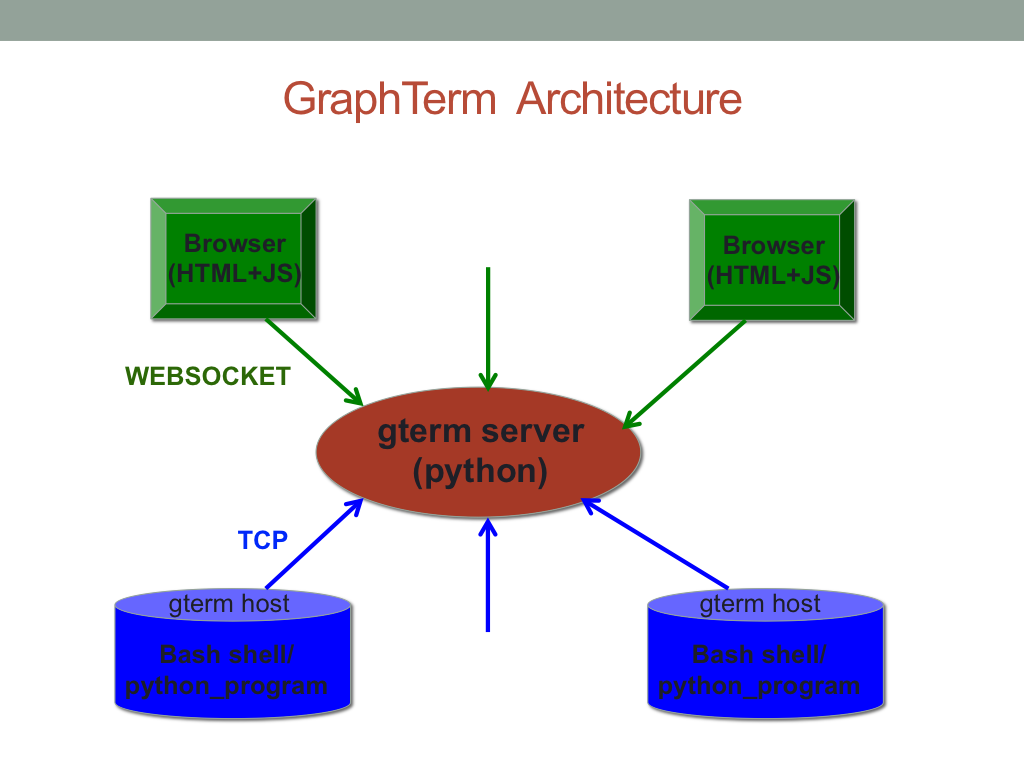 GraphTerm Architecture
Browser
(HTML+JS)
Browser
(HTML+JS)
WEBSOCKET
gterm server
(python)
TCP
gterm host
Bash shell/
python_program
gterm host
Bash shell/
python_program